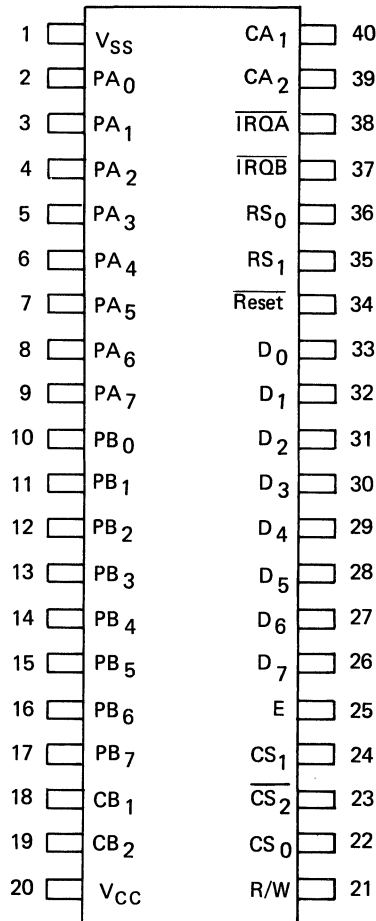 1 VSS CA1 40
2 PA0 CA2 39
3 PA1 IRQA 38
4 PA2 IRQB 37
5 PA3 RS0 36
6 PA4 RS1 35
7 PA5 Reset 34
8 PA6 D0 33
9 PA7 D1 32
10 PB0 D2 31
11 PB1 D3 30
12 PB2 D4 29
13 PB3 D5 28
14 PB4 D6 27
15 PB5 D7 26
16 PB6 E 25
17 PB7 CS1 24
18 CB1 CS2 23
19 CB2 CS0 22
20 VCC R/W 21